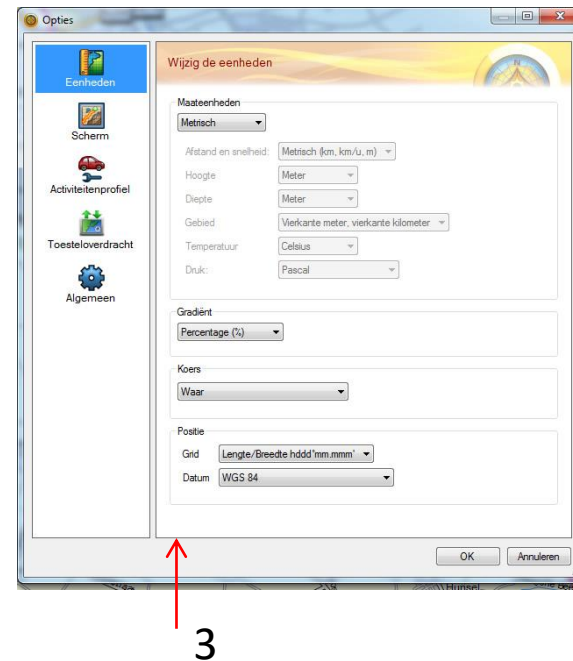 Opties
Eenheden
Scherm
Activiteitenprofiel
Toesteloverdracht
Algemeen
Wijzig de eenheden
N
Maateenheden
Metrisch
Afstand en snelheid: Metrisch (km, km/u, m)
Hoogte Meter
Diepte Meter
Gebied Vierkante meter, vierkante kilometer
Temperatuur Celsius
Druk: Pascal
Gradiënt
Percentage (%)
Koers
Waar
Positie
Grid Lengte/Breedte hddd°mm.mmm'
Datum WGS 84
OK Annuleren
Hunsel
3